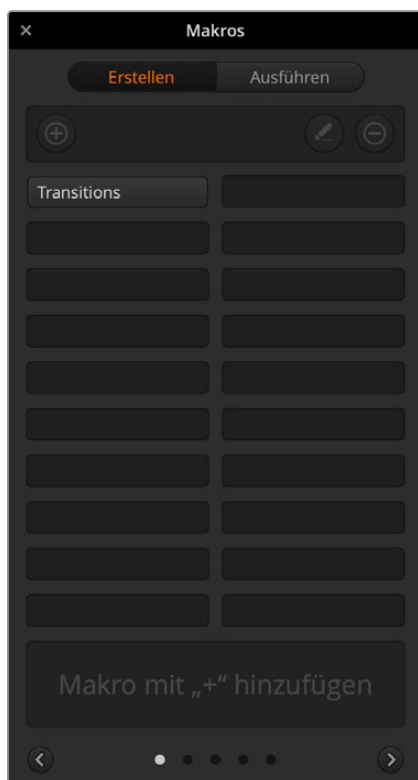 Makros
Erstellen Ausführen
Transitions
Makro mit „+“ hinzufügen